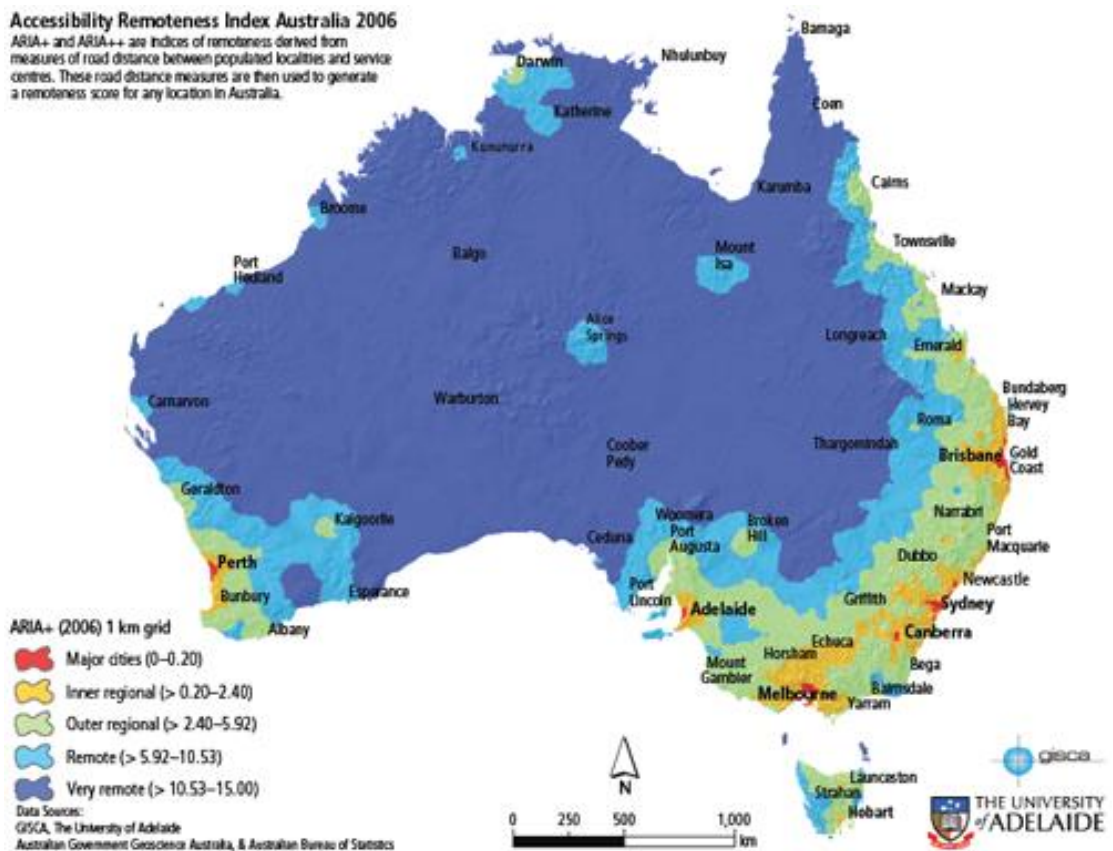 Accessibility Remoteness Index Australia 2006
ARIA+ and ARIA++ are indices of remoteness derived from
measures of road distance between populated localities and service
centres. These road distance measures are then used to generate
a remoteness score for any location in Australia.
Bamaga
Nhulunbuy
Darwin
Coen
Katherine
Kununurra
Karumba
Cairns
Broome
Townsville
Balgo
Mount
Isa
Port
Hedland
Mackay
Alice
Springs
Longreach
Emerald
Carnarvon
Warburton
Bundaberg
Hervey
Bay
Roma
Coober
Pedy
Thargomindah
Brisbane
Gold
Coast
Geraldton
Kalgoorlie
Woomera
Broken
Hill
Narrabri
Ceduna
Port
Augusta
Port
Macquarie
Dubbo
Perth
Newcastle
Bunbury
Esperance
Port
Lincoln
Griffith
Sydney
Adelaide
Albany
Echuca
Canberra
Horsham
Mount
Gambier
Bega
Bairnsdale
Melbourne
Yarram
Launceston
Strahan
Hobart
ARIA+ (2006) 1 km grid
Major cities (0–0.20)
Inner regional (> 0.20–2.40)
Outer regional (> 2.40–5.92)
Remote (> 5.92–10.53)
Very remote (> 10.53–15.00)
Data Sources:
GISCA, The University of Adelaide
Australian Government Geoscience Australia, & Australian Bureau of Statistics
N
0 250 500 1,000
km
gisca
THE UNIVERSITY
of ADELAIDE